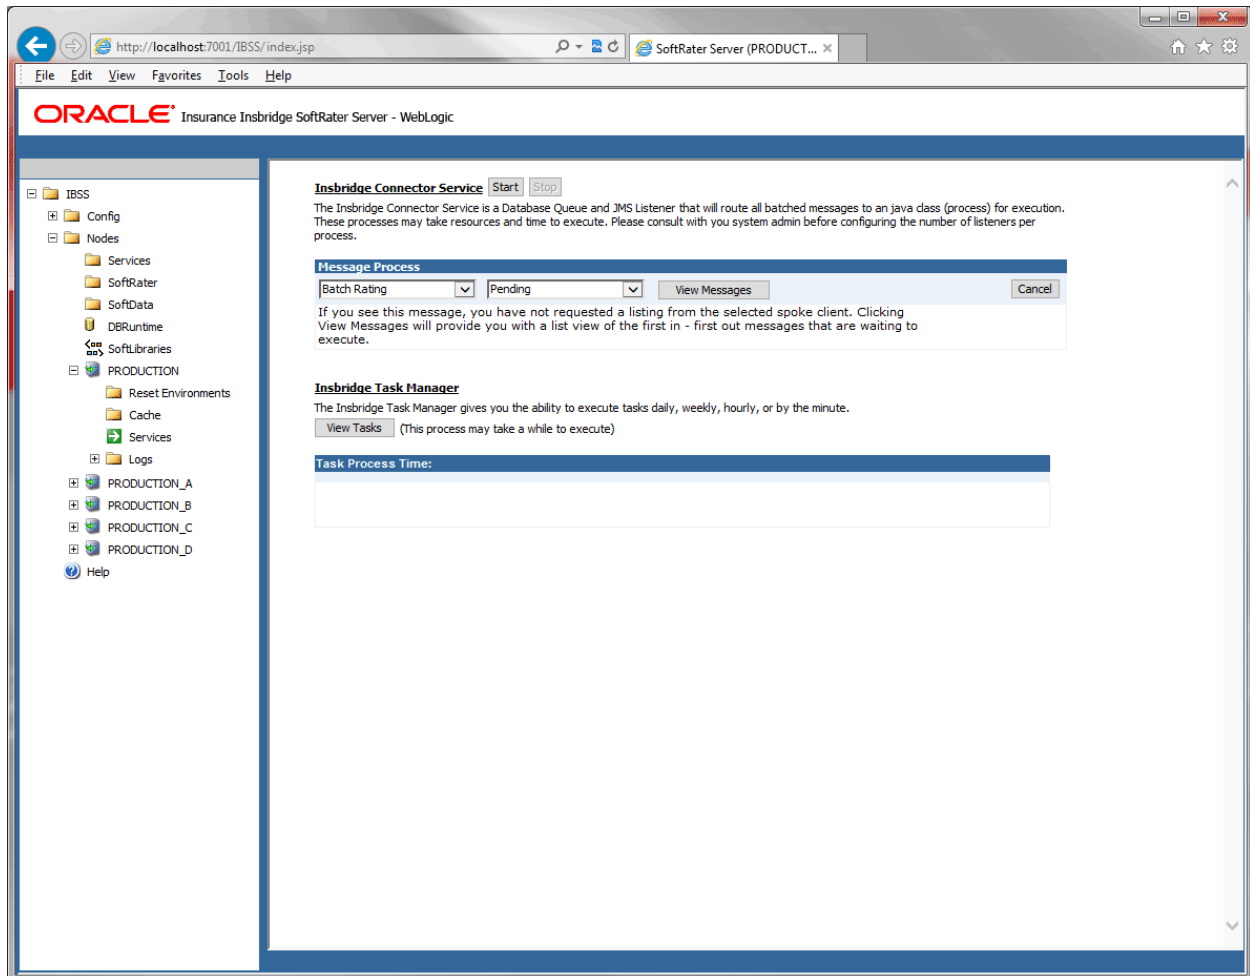 http://localhost:7001/IBSS/index.jsp
SoftRater Server (PRODUCT...
File Edit View Favorites Tools Help
ORACLE Insurance Insbridge SoftRater Server - WebLogic
IBSS
Config
Nodes
Services
SoftRater
SoftData
DBRuntime
SoftLibraries
PRODUCTION
Reset Environments
Cache
Services
Logs
PRODUCTION_A
PRODUCTION_B
PRODUCTION_C
PRODUCTION_D
Help
Insbridge Connector Service Start Stop
The Insbridge Connector Service is a Database Queue and JMS Listener that will route all batched messages to an java class (process) for execution.
These processes may take resources and time to execute. Please consult with you system admin before configuring the number of listeners per
process.
Message Process
Batch Rating Pending View Messages Cancel
If you see this message, you have not requested a listing from the selected spoke client. Clicking
View Messages will provide you with a list view of the first in - first out messages that are waiting to
execute.
Insbridge Task Manager
The Insbridge Task Manager gives you the ability to execute tasks daily, weekly, hourly, or by the minute.
View Tasks (This process may take a while to execute)
Task Process Time: